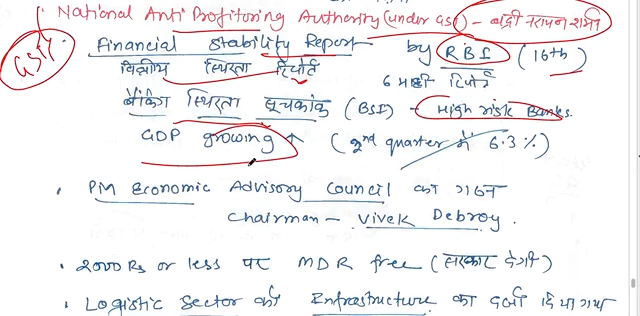 GST
National Anti Profitoring Authority (under GST) - बद्री नारायण शर्मा
Financial Stability Report by RBI (16th)
वित्तीय स्थिरता रिपोर्ट 6 माही रिपोर्ट
बैंकिंग स्थिरता सूचकांक (BSI) - High risk Banks.
GDP growing ↑ (2nd quarter में 6.3%)
• PM Economic Advisory Council का गठन
Chairman - Vivek Debroy.
• 2000 Rs or less पर MDR free (सरकार देगी)
• Logistic Sector को Infrastructure का दर्जा दिया गया